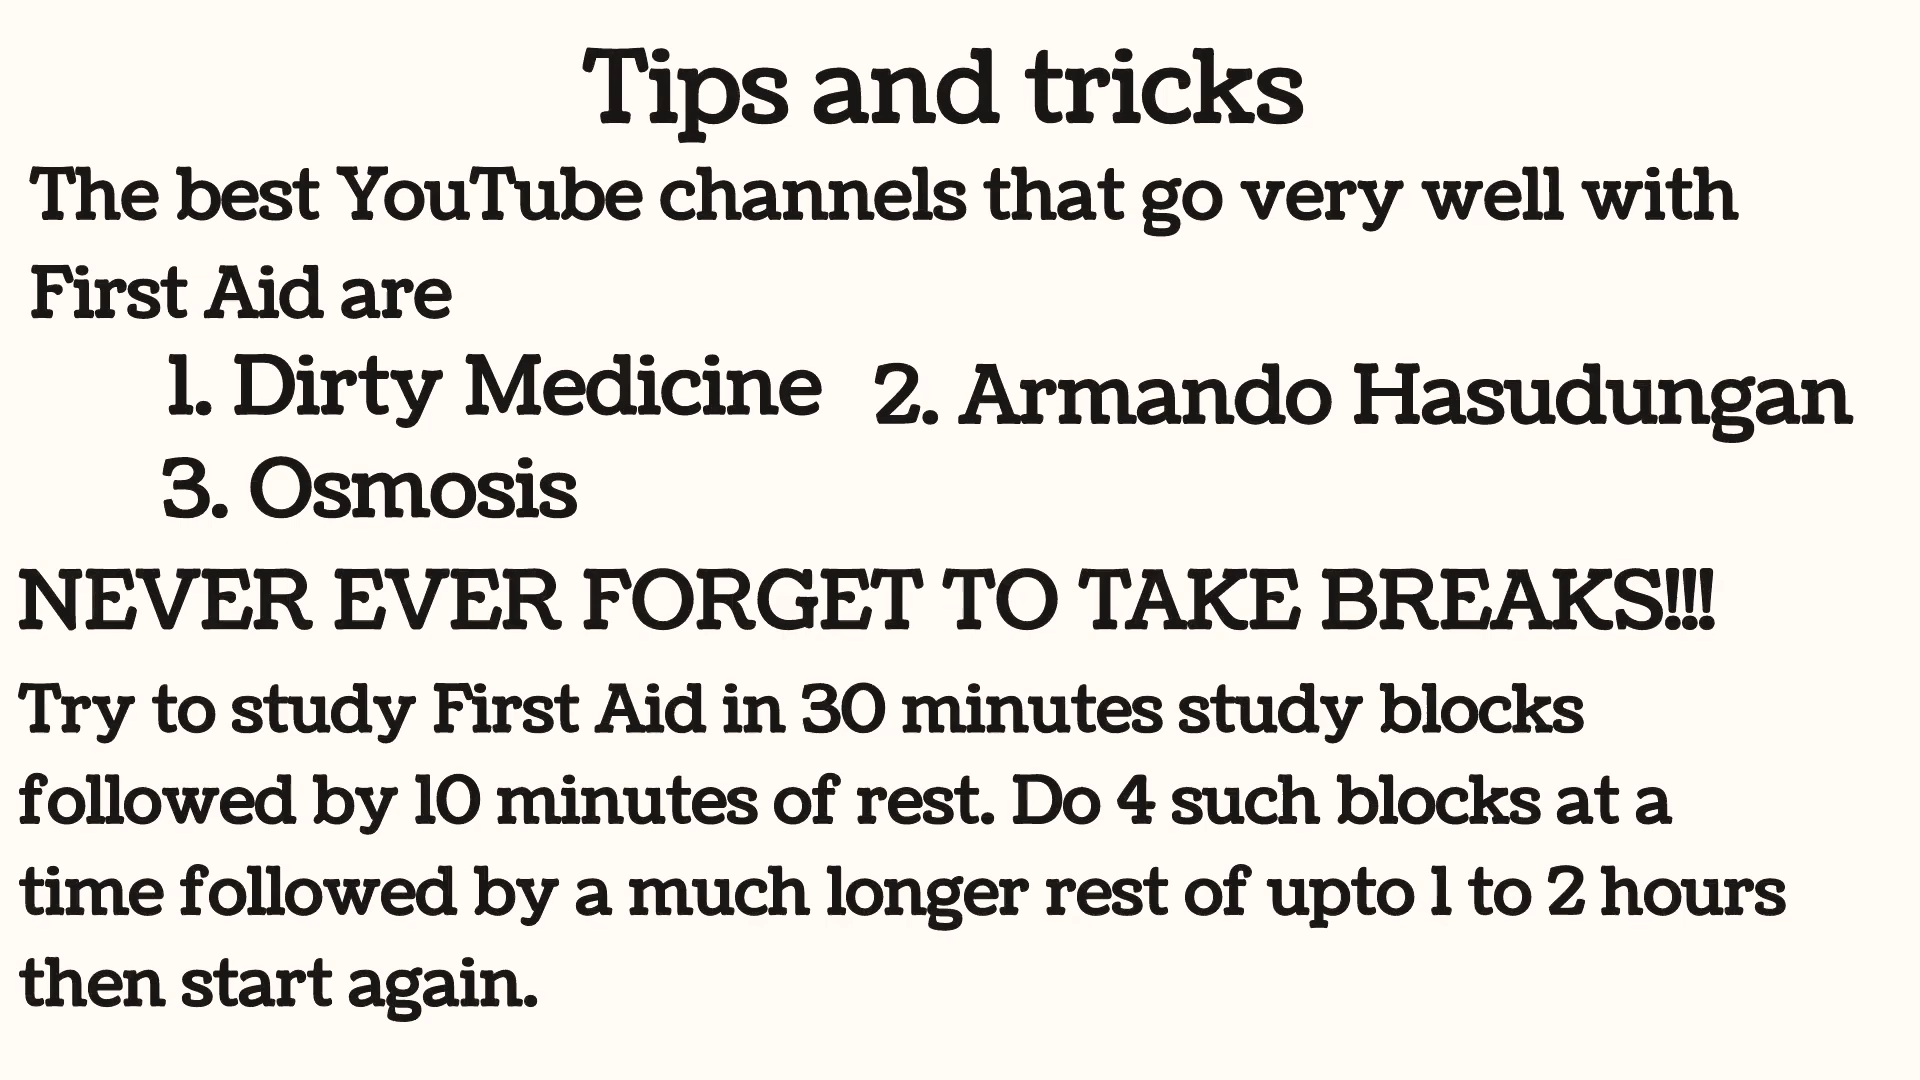 Tips and tricks
The best YouTube channels that go very well with
First Aid are
1. Dirty Medicine 2. Armando Hasudungan
3. Osmosis
NEVER EVER FORGET TO TAKE BREAKS!!!
Try to study First Aid in 30 minutes study blocks
followed by 10 minutes of rest. Do 4 such blocks at a
time followed by a much longer rest of upto 1 to 2 hours
then start again.